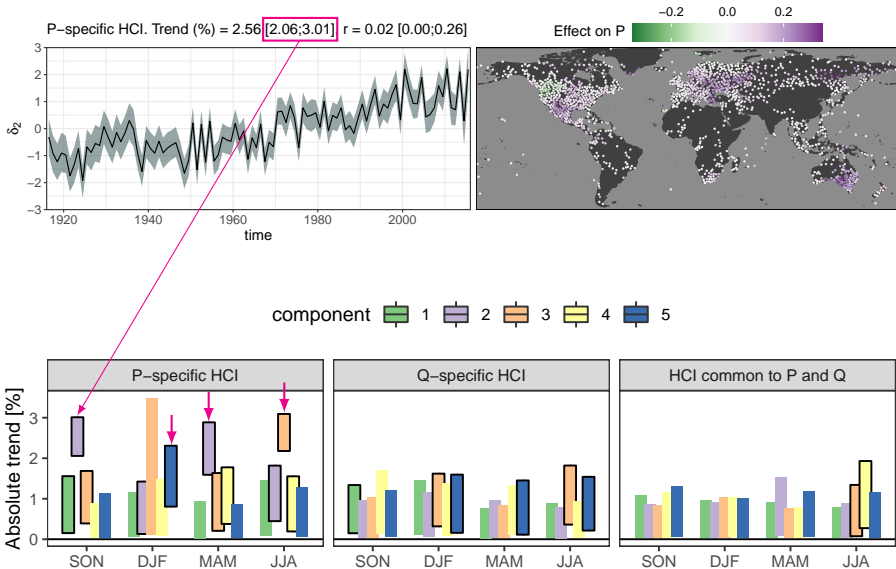 P−specific HCI. Trend (%) = 2.56 [2.06;3.01]. r = 0.02 [0.00;0.26]
Effect on P
−0.2 0.0 0.2
3
2
1
0
−1
−2
−3
δ2
1920 1940 1960 1980 2000
time
component 1 2 3 4 5
P−specific HCI Q−specific HCI HCI common to P and Q
Absolute trend [%]
3
2
1
0
SON DJF MAM JJA SON DJF MAM JJA SON DJF MAM JJA